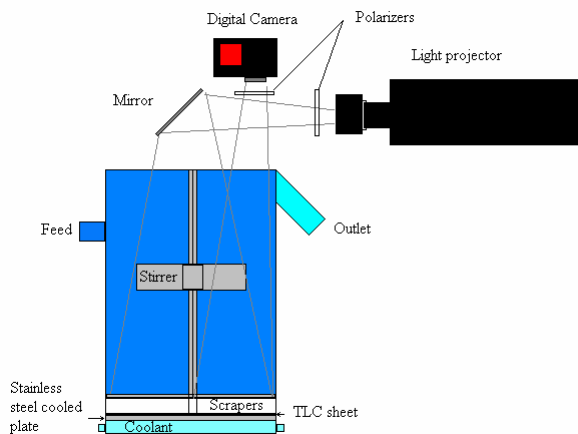 Digital Camera
Polarizers
Light projector
Mirror
Feed
Outlet
Stirrer
Stainless
steel cooled
plate
Scrapers
TLC sheet
Coolant